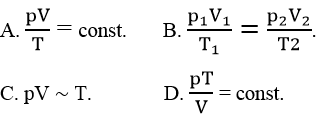 A. pV/T = const. B. p₁V₁/T₁ = p₂V₂/T2.
C. pV ~ T. D. pT/V = const.